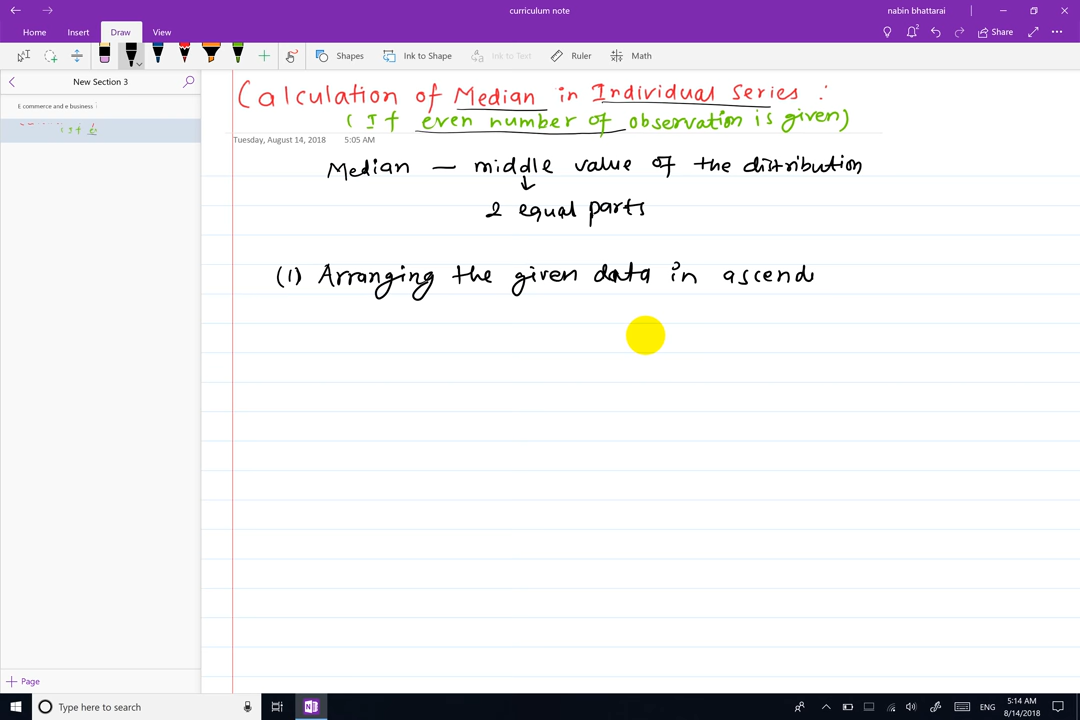 curriculum note
nabin bhattarai
Home Insert Draw View
Share
Shapes Ink to Shape Ink to Text Ruler Math
New Section 3
E commerce and e business
Calculation of Median in Individual Series :
(If even number of observation is given)
Tuesday, August 14, 2018 5:05 AM
Median — middle value of the distribution
2 equal parts
(1) Arranging the given data in ascend
+ Page
Type here to search
ENG
5:14 AM
8/14/2018